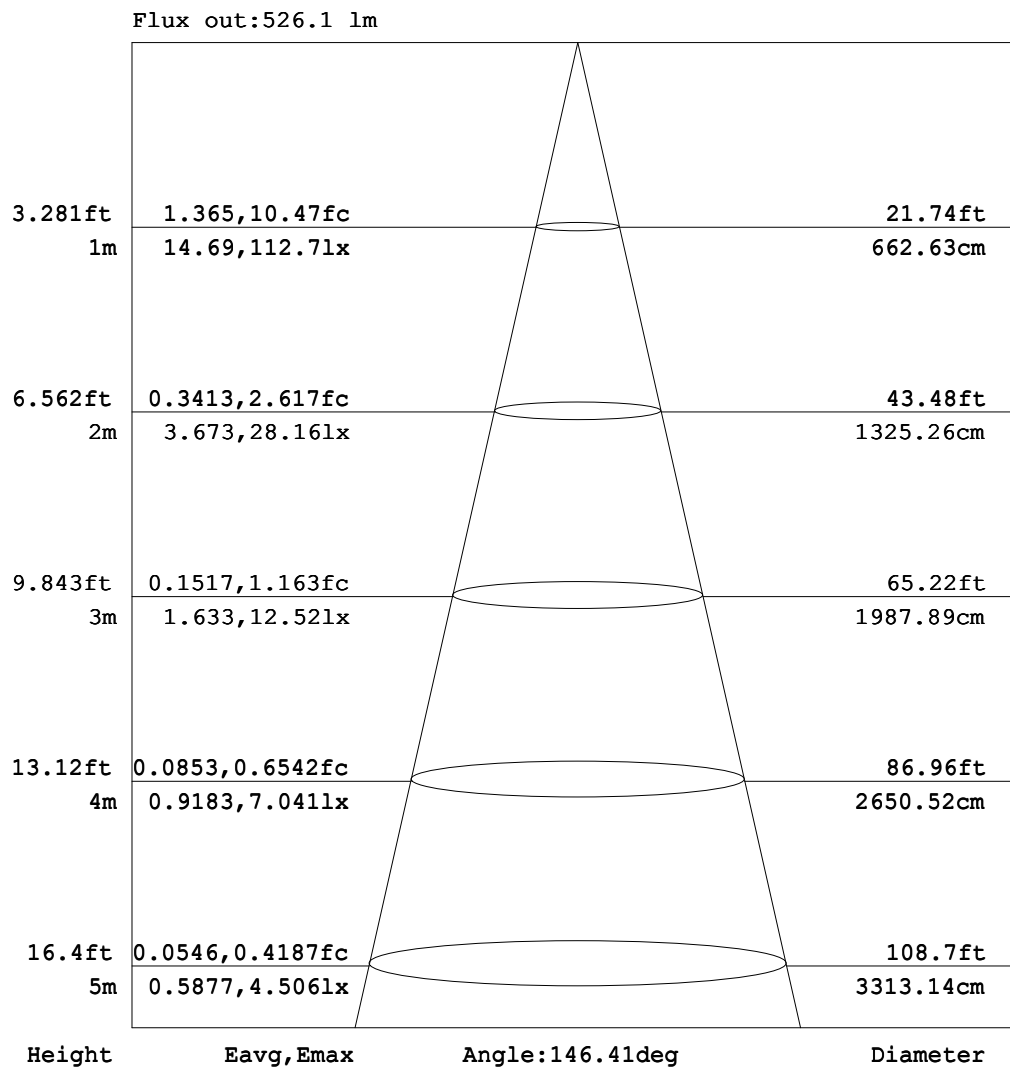 Flux out:526.1 lm
3.281ft 1.365,10.47fc 21.74ft
1m 14.69,112.7lx 662.63cm
6.562ft 0.3413,2.617fc 43.48ft
2m 3.673,28.16lx 1325.26cm
9.843ft 0.1517,1.163fc 65.22ft
3m 1.633,12.52lx 1987.89cm
13.12ft 0.0853,0.6542fc 86.96ft
4m 0.9183,7.041lx 2650.52cm
16.4ft 0.0546,0.4187fc 108.7ft
5m 0.5877,4.506lx 3313.14cm
Height Eavg,Emax Angle:146.41deg Diameter